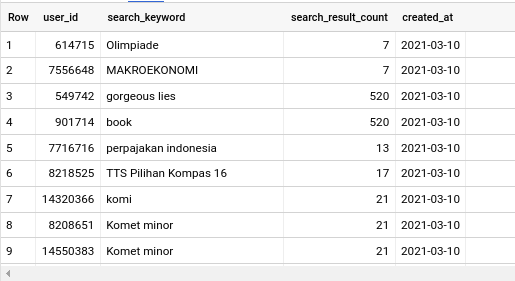 Row user_id search_keyword search_result_count created_at
1 614715 Olimpiade 7 2021-03-10
2 7556648 MAKROEKONOMI 7 2021-03-10
3 549742 gorgeous lies 520 2021-03-10
4 901714 book 520 2021-03-10
5 7716716 perpajakan indonesia 13 2021-03-10
6 8218525 TTS Pilihan Kompas 16 17 2021-03-10
7 14320366 komi 21 2021-03-10
8 8208651 Komet minor 21 2021-03-10
9 14550383 Komet minor 21 2021-03-10